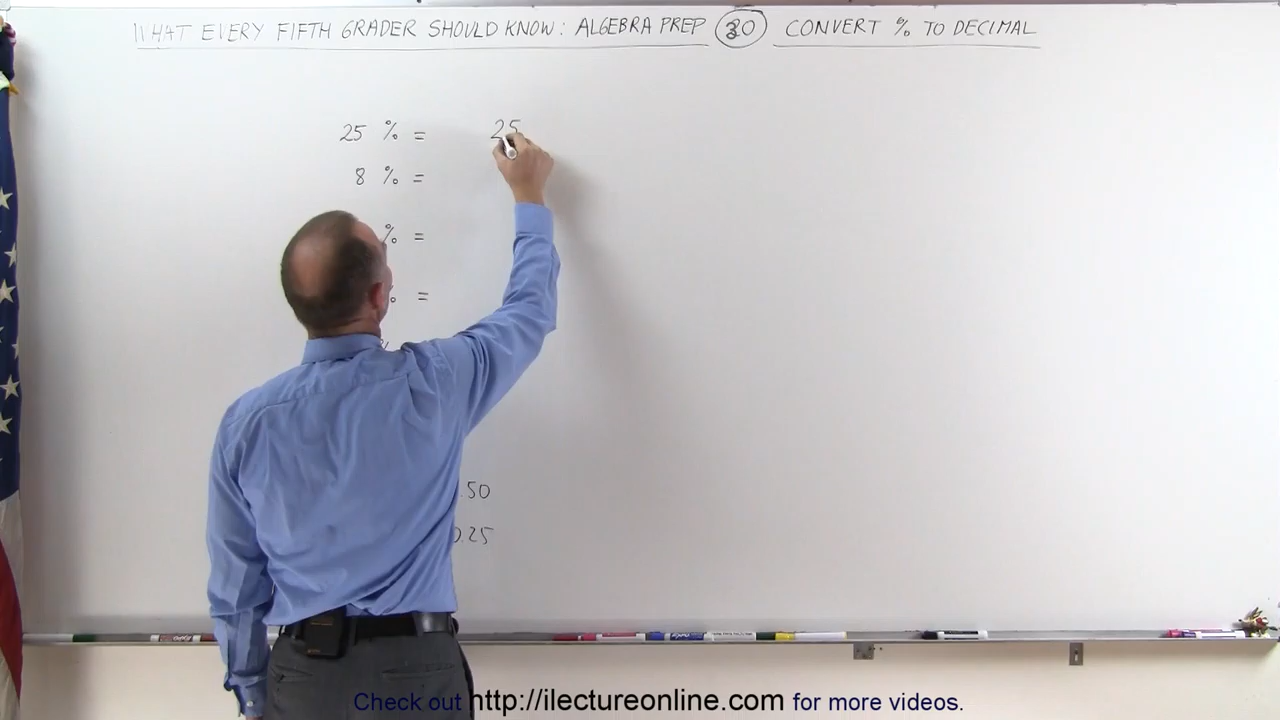 WHAT EVERY FIFTH GRADER SHOULD KNOW: ALGEBRA PREP 30 CONVERT % TO DECIMAL
25 % = 25
8 % =
% =
=
.50
0.25
Check out http://ilectureonline.com for more videos.